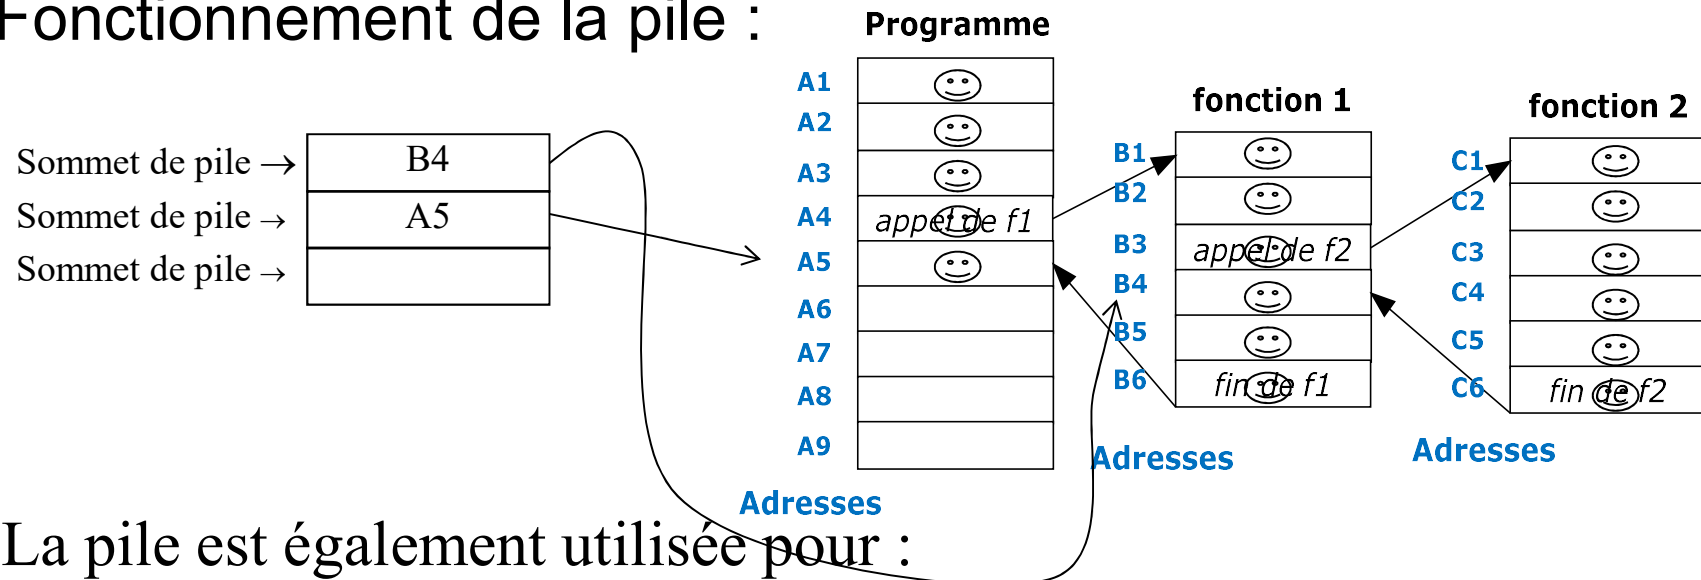 Fonctionnement de la pile :
Programme
fonction 1
fonction 2
Sommet de pile → B4
Sommet de pile → A5
Sommet de pile →
A1
A2
A3
A4 appel de f1
A5
A6
A7
A8
A9
Adresses
B1
B2
B3 appel de f2
B4
B5
B6 fin de f1
Adresses
C1
C2
C3
C4
C5
C6 fin de f2
Adresses
La pile est également utilisée pour :